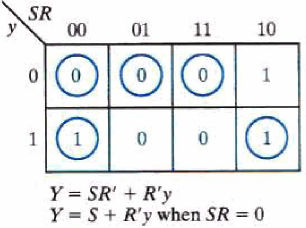 SR
y 00 01 11 10
0 0 0 0 1
1 1 0 0 1
Y = SR' + R'y
Y = S + R'y when SR = 0